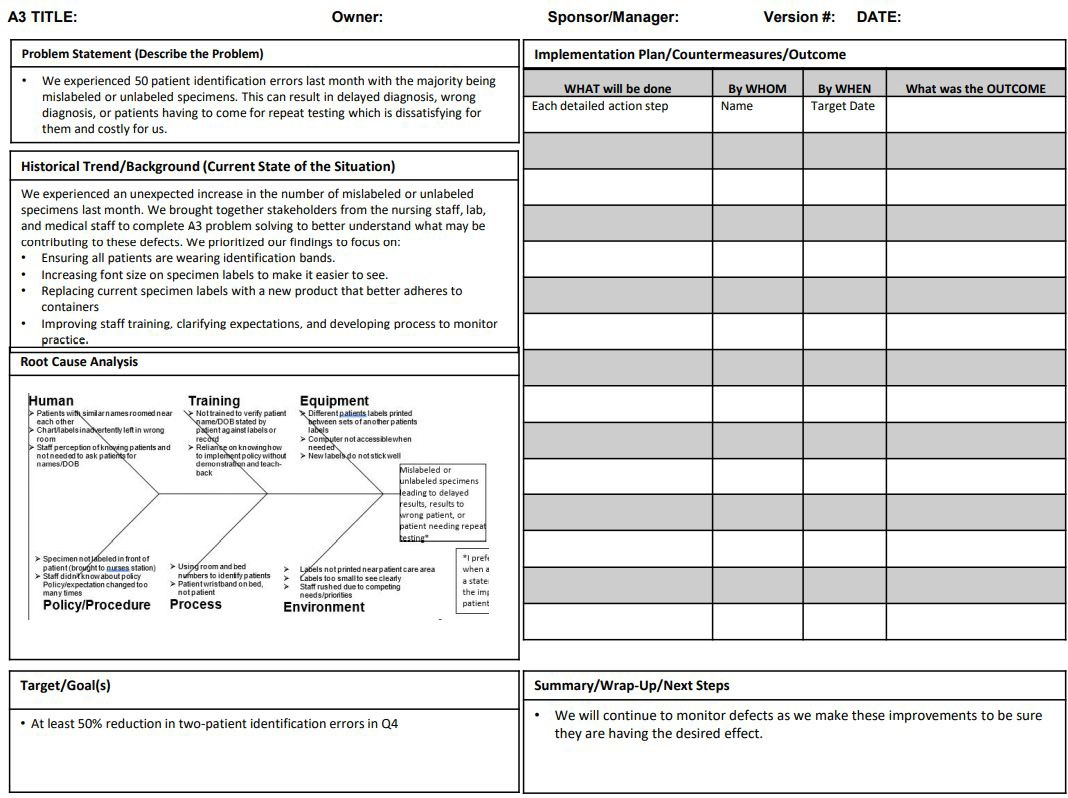 A3 TITLE: Owner: Sponsor/Manager: Version #: DATE:
Problem Statement (Describe the Problem)
• We experienced 50 patient identification errors last month with the majority being
mislabeled or unlabeled specimens. This can result in delayed diagnosis, wrong
diagnosis, or patients having to come for repeat testing which is dissatisfying for
them and costly for us.
Historical Trend/Background (Current State of the Situation)
We experienced an unexpected increase in the number of mislabeled or unlabeled
specimens last month. We brought together stakeholders from the nursing staff, lab,
and medical staff to complete A3 problem solving to better understand what may be
contributing to these defects. We prioritized our findings to focus on:
• Ensuring all patients are wearing identification bands.
• Increasing font size on specimen labels to make it easier to see.
• Replacing current specimen labels with a new product that better adheres to
containers
• Improving staff training, clarifying expectations, and developing process to monitor
practice.
Root Cause Analysis
Human
➢ Patients with similar names roomed near
each other
➢ Chart/labels inadvertently left in wrong
room
➢ Staff perception of knowing patients and
not needed to ask patients for
names/DOB
Training
➢ Not trained to verify patient
name/DOB stated by
patient against labels or
record
➢ Reliance on knowing how
to implement policy without
demonstration and teach-
back
Equipment
➢ Different patients labels printed
between sets of another patients
labels
➢ Computer not accessible when
needed
➢ New labels do not stick well
Mislabeled or
unlabeled specimens
leading to delayed
results, results to
wrong patient, or
patient needing repeat
testing*
➢ Specimen not labeled in front of
patient (brought to nurses station)
➢ Staff didn't know about policy
Policy/expectation changed too
many times
Policy/Procedure
➢ Using room and bed
numbers to identify patients
➢ Patient wristband on bed,
not patient
Process
➢ Labels not printed near patient care area
➢ Labels too small to see clearly
➢ Staff rushed due to competing
needs/priorities
Environment
*I prefe
when a
a state
the imp
patient
Target/Goal(s)
• At least 50% reduction in two-patient identification errors in Q4
Implementation Plan/Countermeasures/Outcome
WHAT will be done By WHOM By WHEN What was the OUTCOME
Each detailed action step Name Target Date
Summary/Wrap-Up/Next Steps
• We will continue to monitor defects as we make these improvements to be sure
they are having the desired effect.